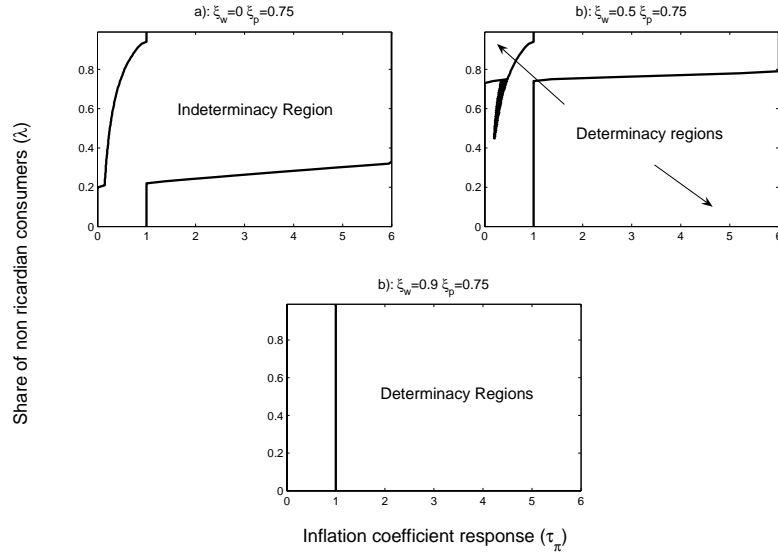 a): ξw=0 ξp=0.75
0.8
0.6
0.4
0.2
0
0 1 2 3 4 5 6
Indeterminacy Region
b): ξw=0.5 ξp=0.75
0.8
0.6
0.4
0.2
0
0 1 2 3 4 5 6
Determinacy regions
b): ξw=0.9 ξp=0.75
0.8
0.6
0.4
0.2
0
0 1 2 3 4 5 6
Determinacy Regions
Share of non ricardian consumers (λ)
Inflation coefficient response (τπ)